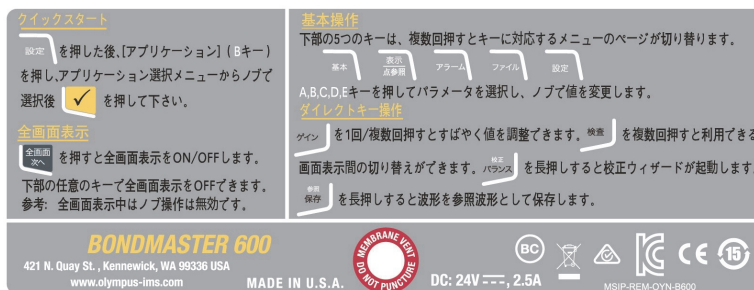 クイックスタート
設定 を押した後、[アプリケーション] ( Bキー )
を押し、アプリケーション選択メニューからノブで
選択後 を押して下さい。
全画面表示
全画面
次へ
を押すと全画面表示をON/OFFします。
下部の任意のキーで全画面表示をOFFできます。
参考: 全画面表示中はノブ操作は無効です。
基本操作
下部の5つのキーは、複数回押すとキーに対応するメニューのページが切り替ります。
基本 表示 点参照 アラーム ファイル 設定
A,B,C,D,Eキーを押してパラメータを選択し、ノブで値を変更します。
ダイレクトキー操作
ゲイン を1回/複数回押すとすばやく値を調整できます。 検査 を複数回押すと利用できる
画面表示間の切り替えができます。 校正 バランス を長押しすると校正ウィザードが起動します。
参照
保存
を長押しすると波形を参照波形として保存します。
BONDMASTER 600
421 N. Quay St. , Kennewick, WA 99336 USA
www.olympus-ims.com
MADE IN U.S.A.
MEMBRANE VENT
DO NOT PUNCTURE
DC: 24V ⎓, 2.5A
BC
15
MSIP-REM-OYN-B600